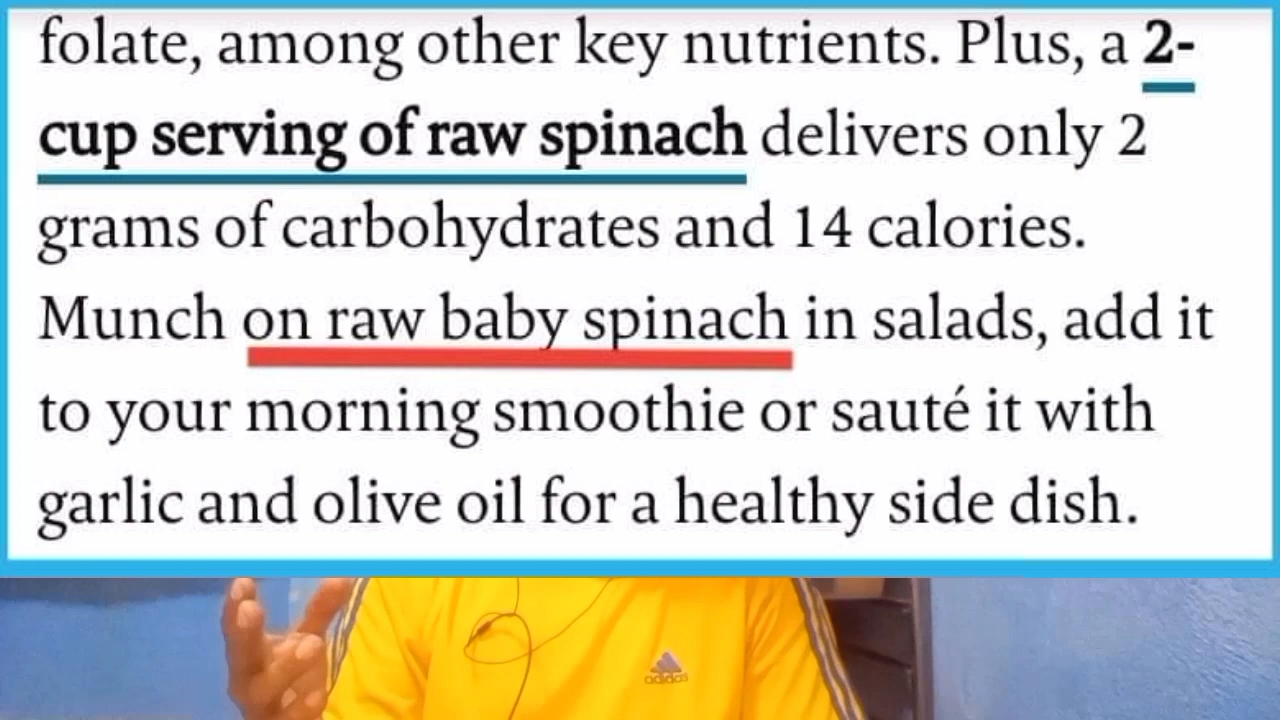 folate, among other key nutrients. Plus, a 2-
cup serving of raw spinach delivers only 2
grams of carbohydrates and 14 calories.
Munch on raw baby spinach in salads, add it
to your morning smoothie or sauté it with
garlic and olive oil for a healthy side dish.
adidas